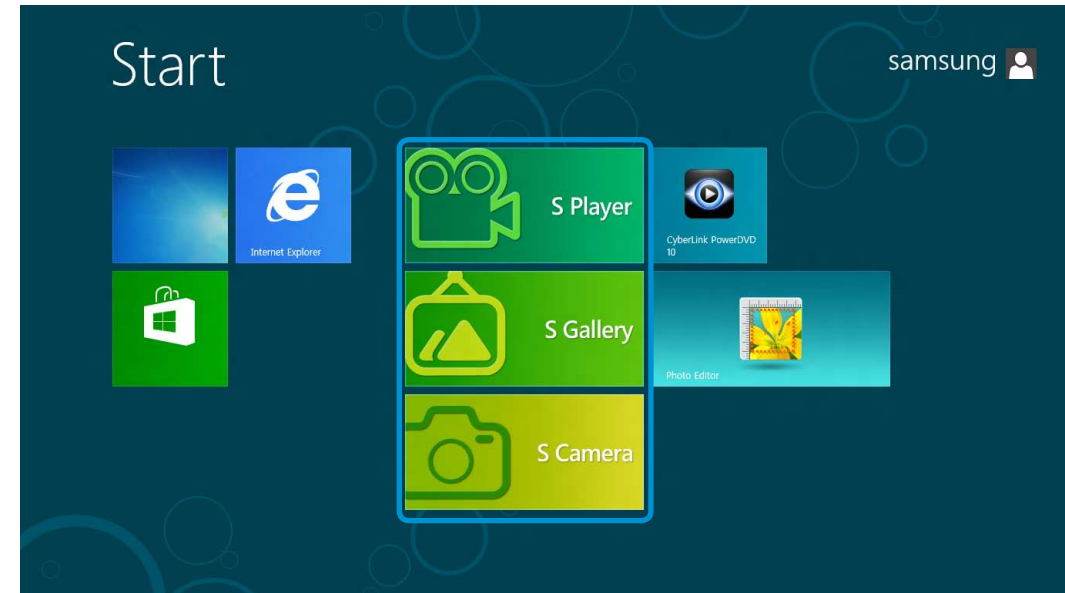 Start
samsung
Internet Explorer
S Player
CyberLink PowerDVD
10
S Gallery
Photo Editor
S Camera